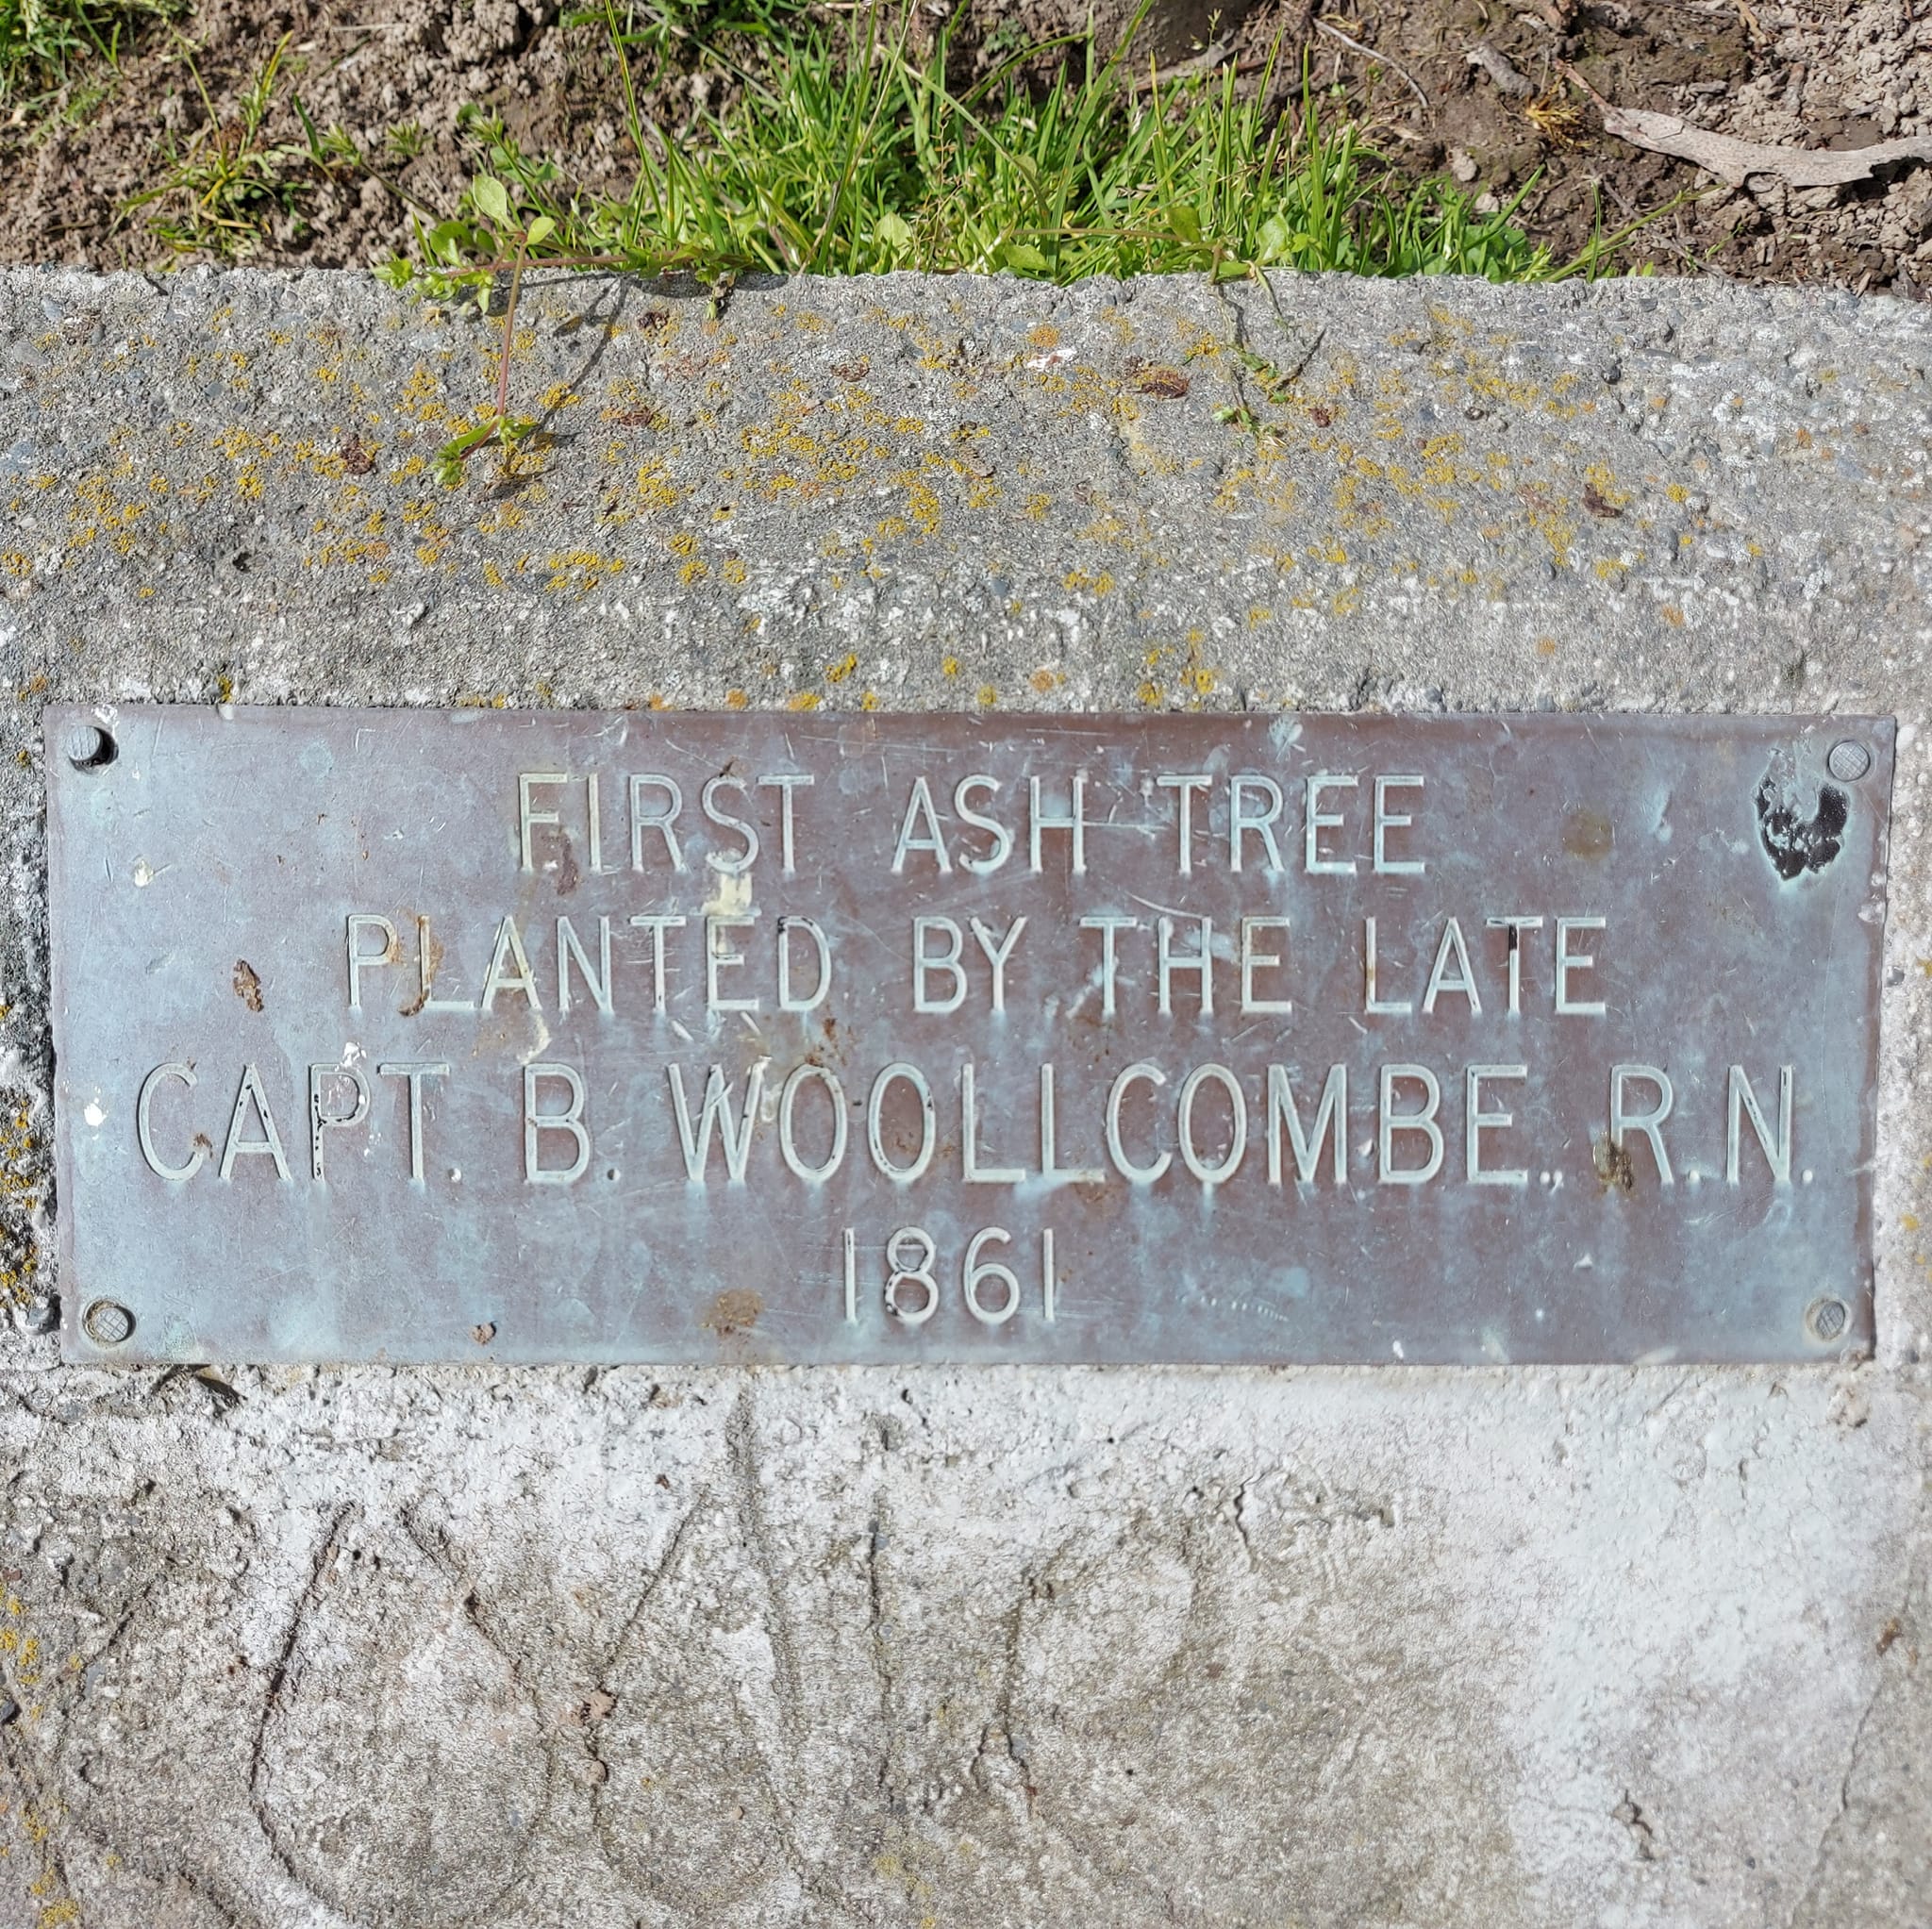 FIRST ASH TREE
PLANTED BY THE LATE
CAPT. B. WOOLLCOMBE., R.N.
1861